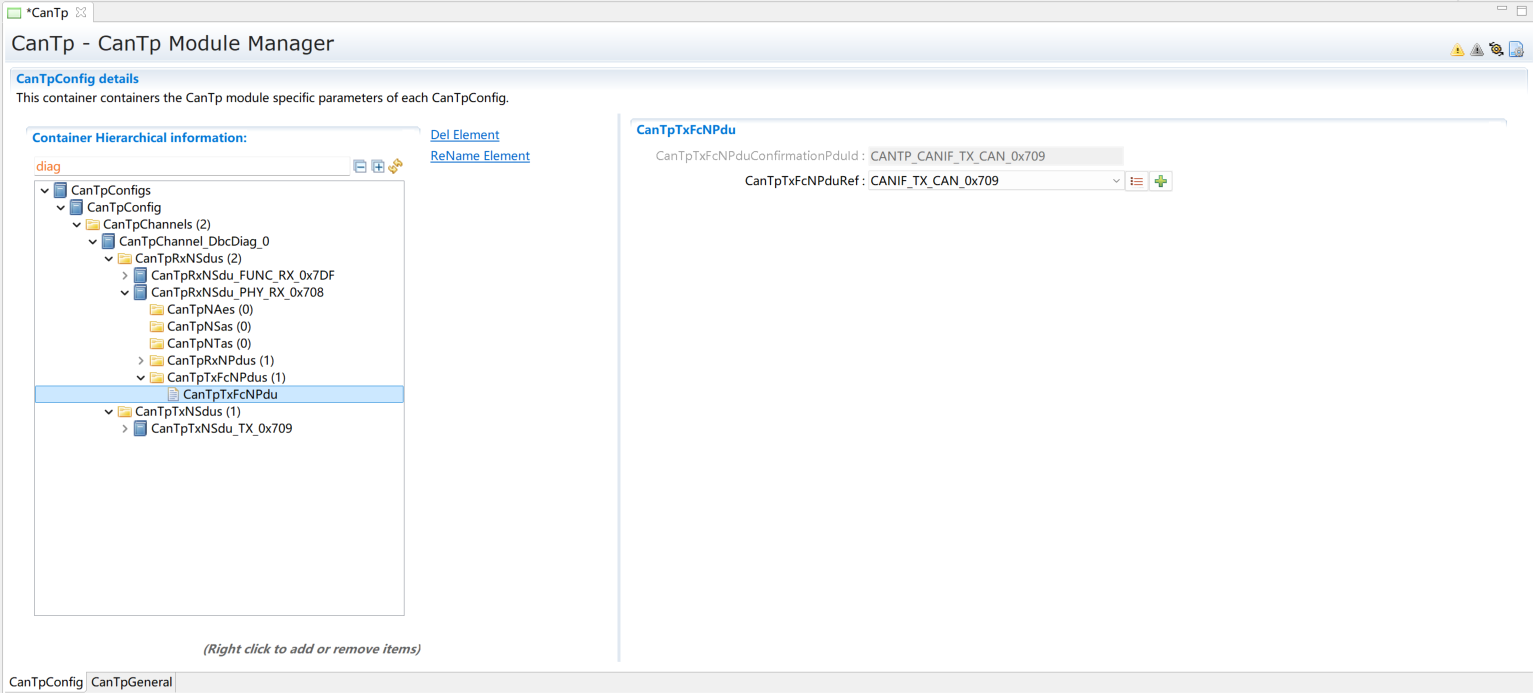 *CanTp
CanTp - CanTp Module Manager
CanTpConfig details
This container containers the CanTp module specific parameters of each CanTpConfig.
Container Hierarchical information:
diag
CanTpConfigs
CanTpConfig
CanTpChannels (2)
CanTpChannel_DbcDiag_0
CanTpRxNSdus (2)
CanTpRxNSdu_FUNC_RX_0x7DF
CanTpRxNSdu_PHY_RX_0x708
CanTpNAes (0)
CanTpNSas (0)
CanTpNTas (0)
CanTpRxNPdus (1)
CanTpTxFcNPdus (1)
CanTpTxFcNPdu
CanTpTxNSdus (1)
CanTpTxNSdu_TX_0x709
(Right click to add or remove items)
Del Element
ReName Element
CanTpTxFcNPdu
CanTpTxFcNPduConfirmationPduId : CANTP_CANIF_TX_CAN_0x709
CanTpTxFcNPduRef : CANIF_TX_CAN_0x709
CanTpConfig CanTpGeneral